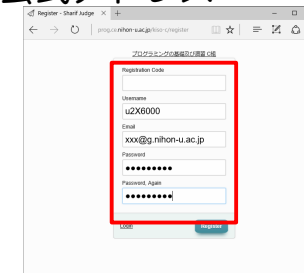 Register - Sharif Judge
prog.ce.nihon-u.ac.jp/kiso-c/register
プログラミングの基礎及び演習 C組
Registration Code
Username
u2X6000
Email
xxx@g.nihon-u.ac.jp
Password
●●●●●●●●●
Password, Again
●●●●●●●●●
Login
Register